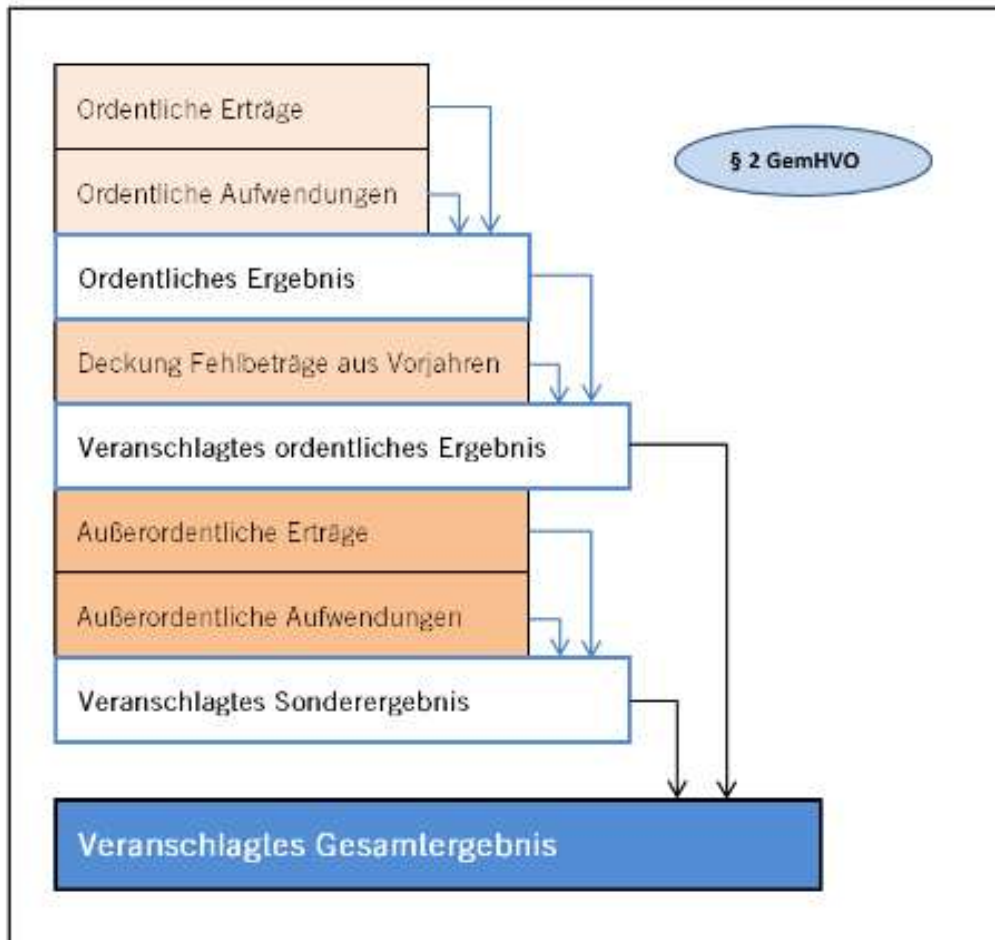 Ordentliche Erträge
§ 2 GemHVO
Ordentliche Aufwendungen
Ordentliches Ergebnis
Deckung Fehlbeträge aus Vorjahren
Veranschlagtes ordentliches Ergebnis
Außerordentliche Erträge
Außerordentliche Aufwendungen
Veranschlagtes Sonderergebnis
Veranschlagtes Gesamtergebnis